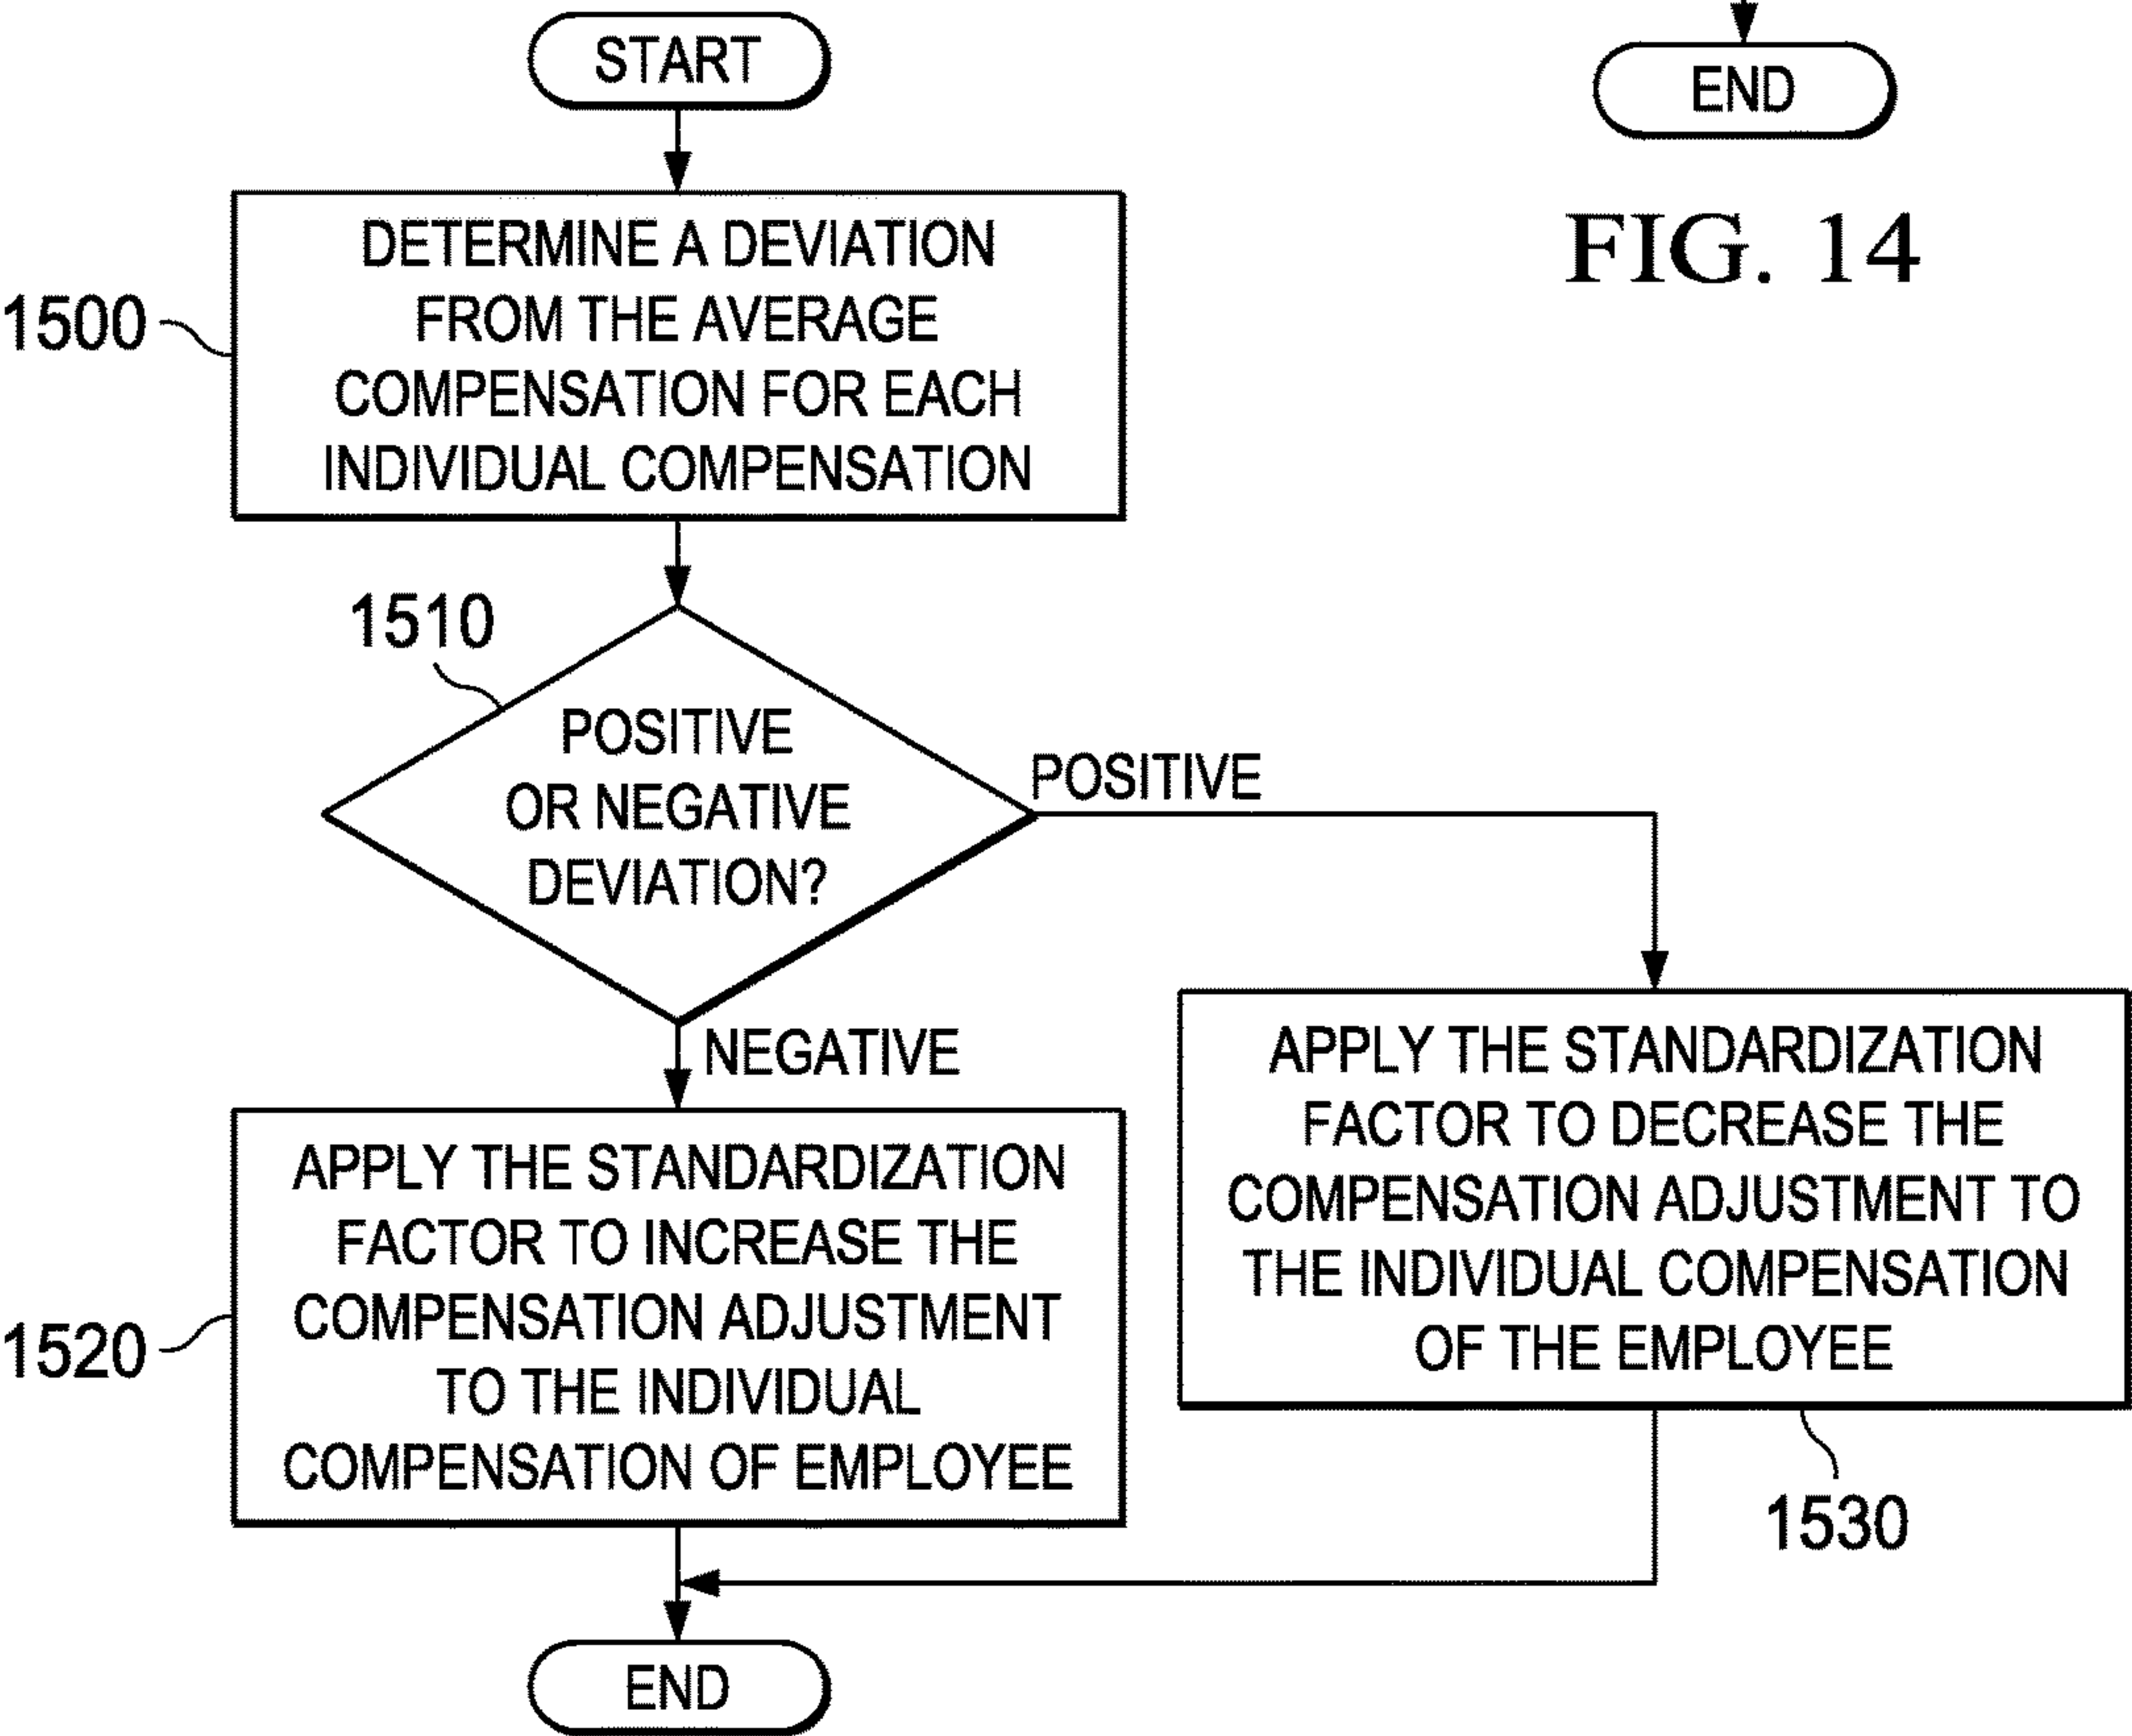 START
END
FIG. 14
1500
DETERMINE A DEVIATION
FROM THE AVERAGE
COMPENSATION FOR EACH
INDIVIDUAL COMPENSATION
1510
POSITIVE
OR NEGATIVE
DEVIATION?
POSITIVE
NEGATIVE
1520
APPLY THE STANDARDIZATION
FACTOR TO INCREASE THE
COMPENSATION ADJUSTMENT
TO THE INDIVIDUAL
COMPENSATION OF EMPLOYEE
APPLY THE STANDARDIZATION
FACTOR TO DECREASE THE
COMPENSATION ADJUSTMENT TO
THE INDIVIDUAL COMPENSATION
OF THE EMPLOYEE
1530
END